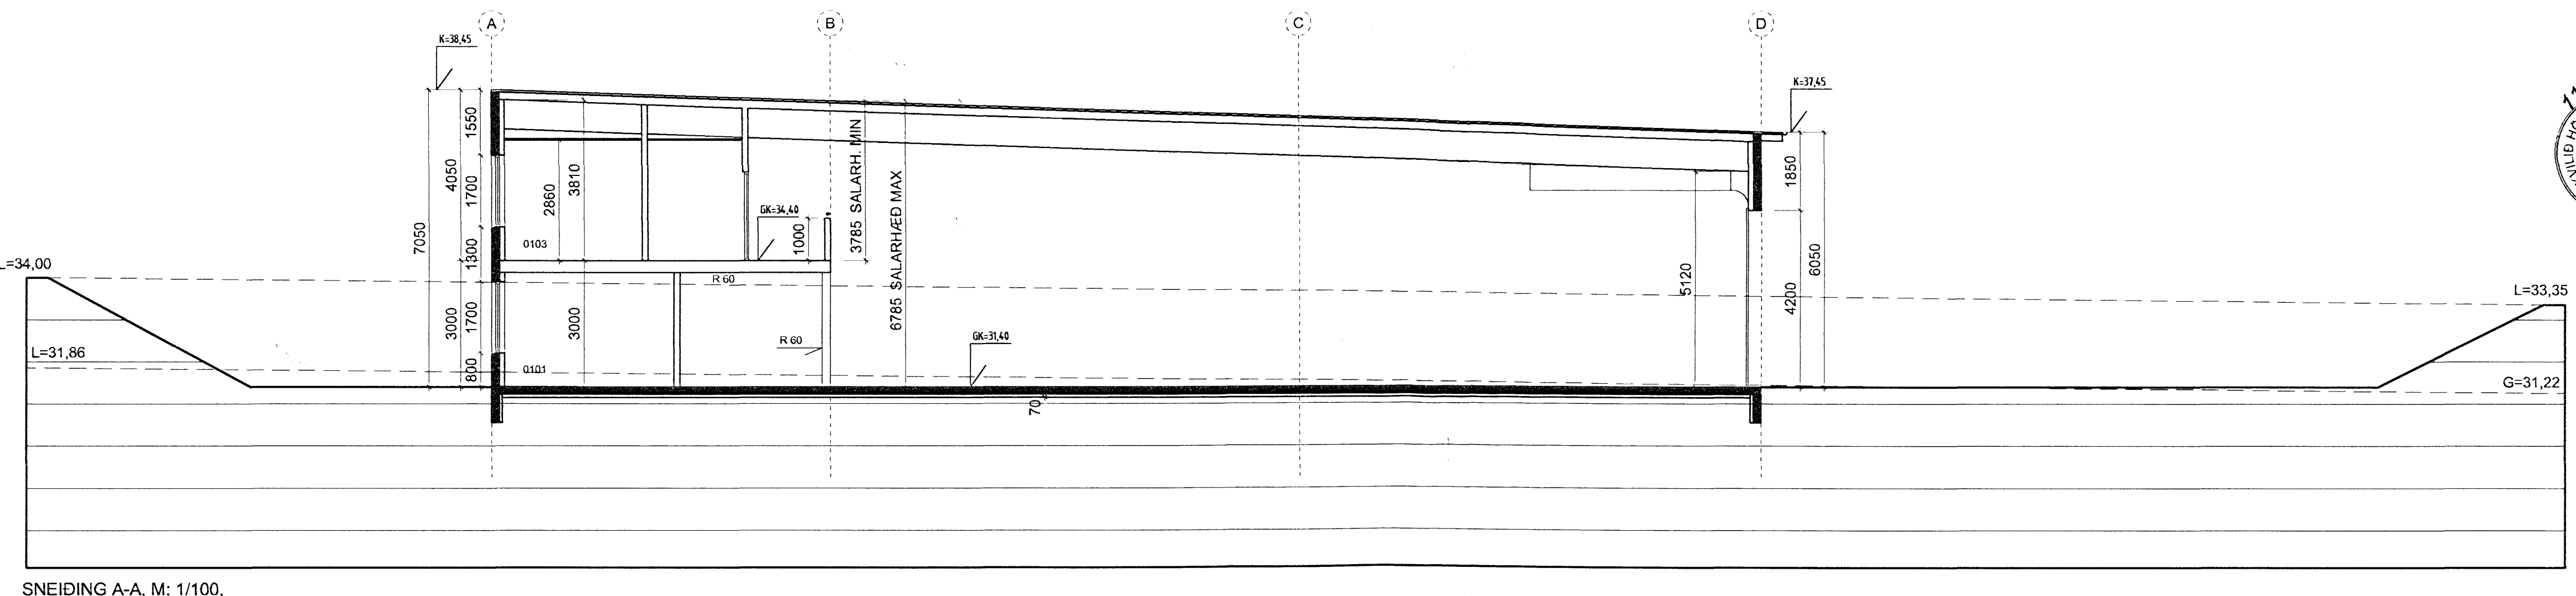 A
B
C
D
K=38,45
K=37,45
1550
4050
1700
2860
3810
3785 SALARH. MIN
6785 SALARHÆÐ MAX
1850
7050
GK=34,40
1000
0103
1300
L=34,00
R 60
5120
4200
6050
L=33,35
3000
1700
3000
R 60
GK=31,40
L=31,86
800
0101
G=31,22
70
SNEIÐING A-A, M: 1/100,